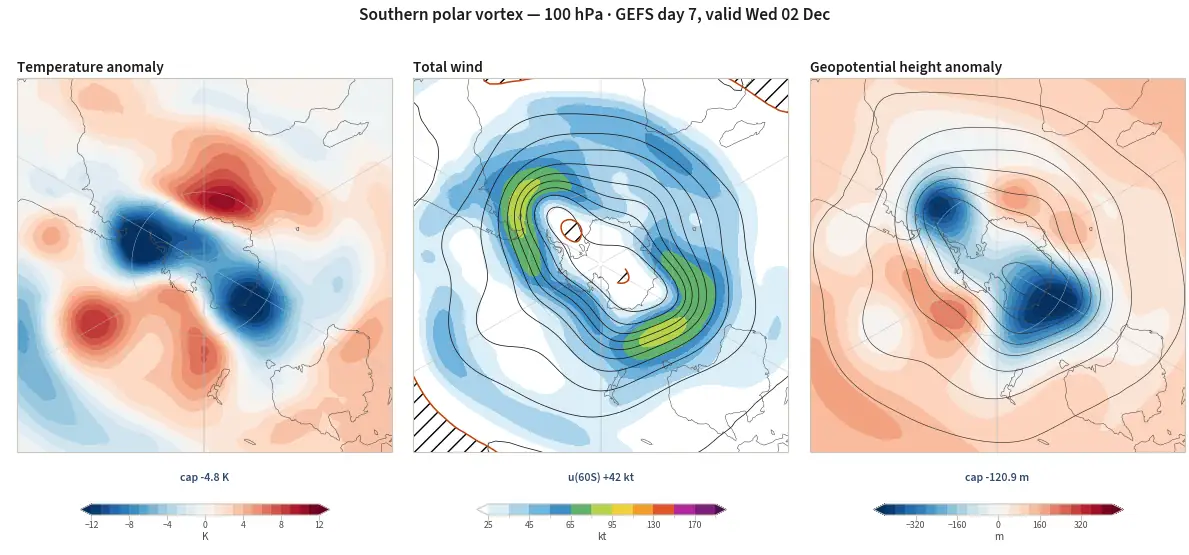 Southern polar vortex — 100 hPa · GEFS day 7, valid Wed 02 Dec
Temperature anomaly
Total wind
Geopotential height anomaly
cap -4.8 K
u(60S) +42 kt
cap -120.9 m
−12 −8 −4 0 4 8 12
K
25 45 65 95 130 170
kt
−320 −160 0 160 320
m